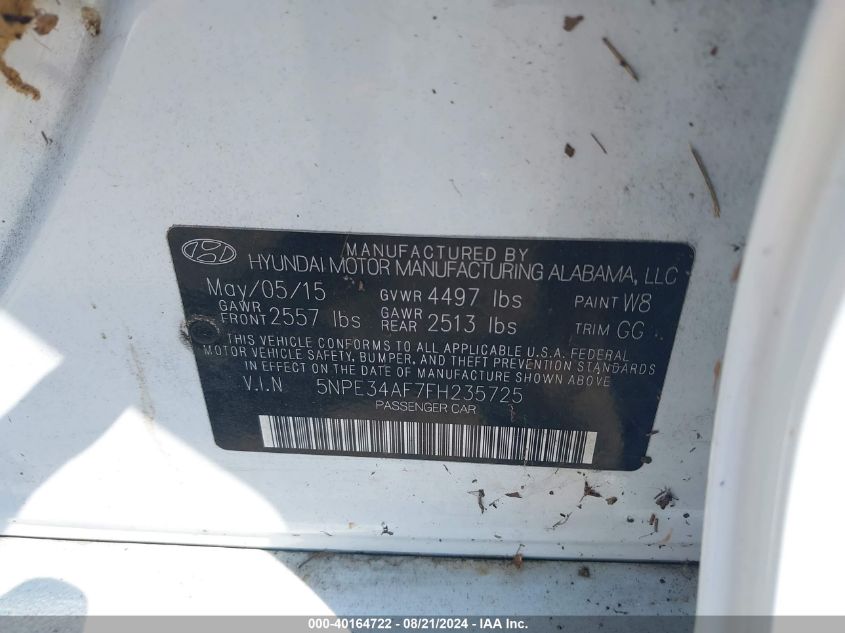 MANUFACTURED BY
HYUNDAI MOTOR MANUFACTURING ALABAMA, LLC
May/05/15 GVWR 4497 lbs PAINT W8
GAWR FRONT 2557 lbs GAWR REAR 2513 lbs TRIM GG
THIS VEHICLE CONFORMS TO ALL APPLICABLE U.S.A. FEDERAL
MOTOR VEHICLE SAFETY, BUMPER, AND THEFT PREVENTION STANDARDS
IN EFFECT ON THE DATE OF MANUFACTURE SHOWN ABOVE.
V.I.N 5NPE34AF7FH235725
PASSENGER CAR
000-40164722 - 08/21/2024 - IAA Inc.